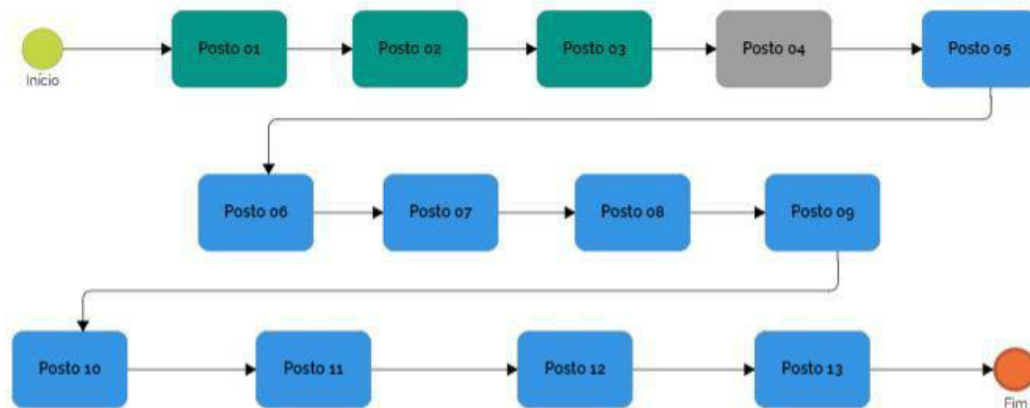 Posto 01
Posto 02
Posto 03
Posto 04
Posto 05
Início
Posto 06
Posto 07
Posto 08
Posto 09
Posto 10
Posto 11
Posto 12
Posto 13
Fim